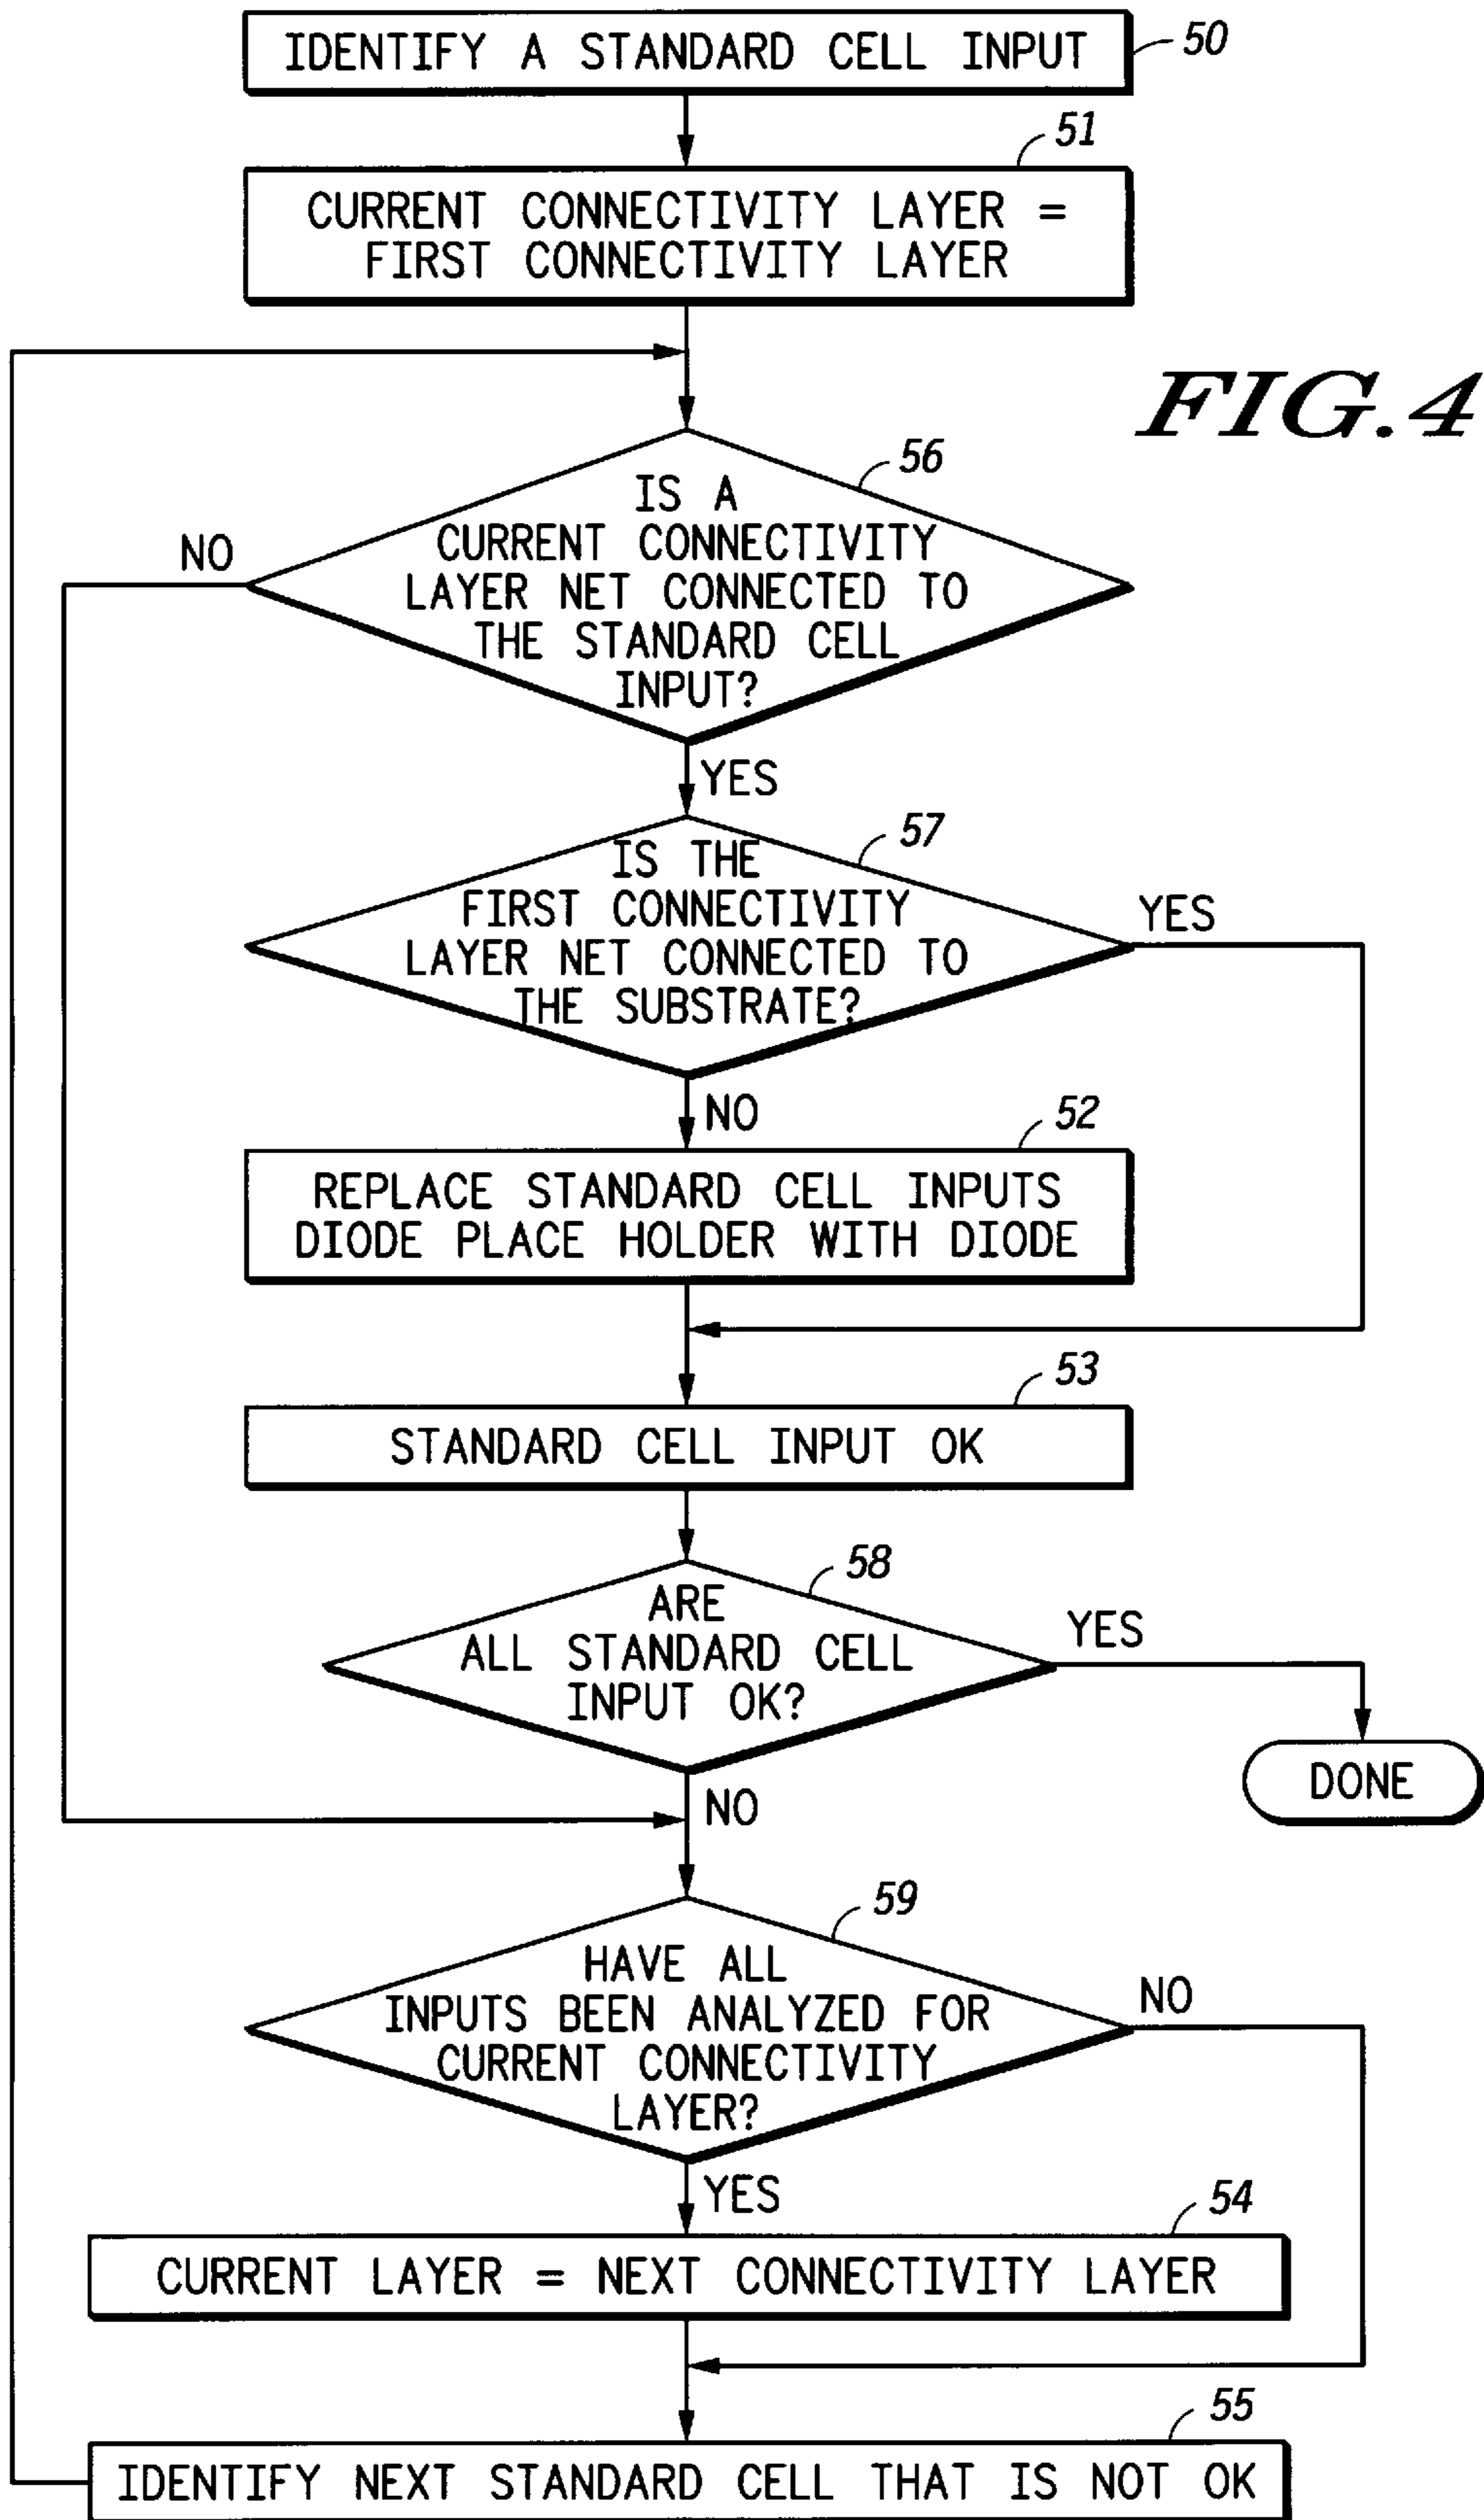 IDENTIFY A STANDARD CELL INPUT
50
51
CURRENT CONNECTIVITY LAYER =
FIRST CONNECTIVITY LAYER
FIG.4
56
IS A
CURRENT CONNECTIVITY
LAYER NET CONNECTED TO
THE STANDARD CELL
INPUT?
NO
YES
57
IS THE
FIRST CONNECTIVITY
LAYER NET CONNECTED TO
THE SUBSTRATE?
YES
NO
52
REPLACE STANDARD CELL INPUTS
DIODE PLACE HOLDER WITH DIODE
53
STANDARD CELL INPUT OK
58
ARE
ALL STANDARD CELL
INPUT OK?
YES
DONE
NO
59
HAVE ALL
INPUTS BEEN ANALYZED FOR
CURRENT CONNECTIVITY
LAYER?
NO
YES
54
CURRENT LAYER = NEXT CONNECTIVITY LAYER
55
IDENTIFY NEXT STANDARD CELL THAT IS NOT OK